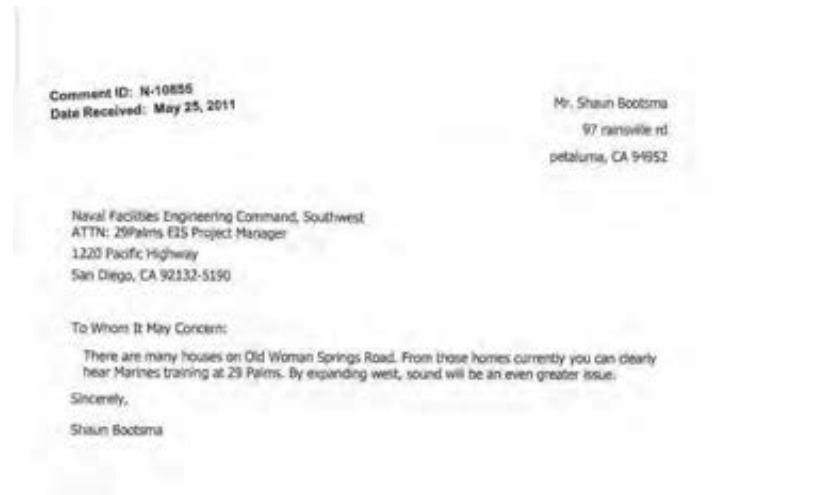 Comment ID: N-10855
Date Received: May 25, 2011
Mr. Shaun Bootsma
97 rainsville rd
petaluma, CA 94952
Naval Facilities Engineering Command, Southwest
ATTN: 29Palms EIS Project Manager
1220 Pacific Highway
San Diego, CA 92132-5190
To Whom It May Concern:
There are many houses on Old Woman Springs Road. From those homes currently you can clearly
hear Marines training at 29 Palms. By expanding west, sound will be an even greater issue.
Sincerely,
Shaun Bootsma